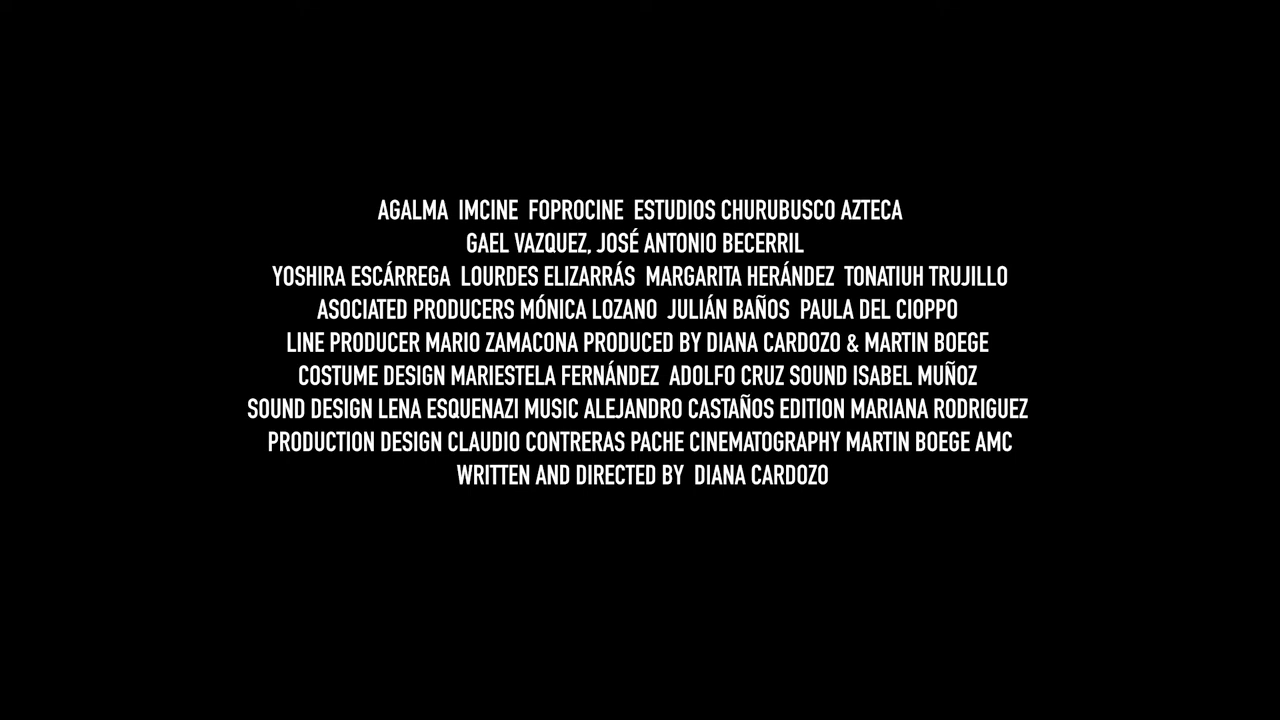 AGALMA IMCINE FOPROCINE ESTUDIOS CHURUBUSCO AZTECA
GAEL VAZQUEZ, JOSÉ ANTONIO BECERRIL
YOSHIRA ESCÁRREGA LOURDES ELIZARRÁS MARGARITA HERÁNDEZ TONATIUH TRUJILLO
ASOCIATED PRODUCERS MÓNICA LOZANO JULIÁN BAÑOS PAULA DEL CIOPPO
LINE PRODUCER MARIO ZAMACONA PRODUCED BY DIANA CARDOZO & MARTIN BOEGE
COSTUME DESIGN MARIESTELA FERNÁNDEZ ADOLFO CRUZ SOUND ISABEL MUÑOZ
SOUND DESIGN LENA ESQUENAZI MUSIC ALEJANDRO CASTAÑOS EDITION MARIANA RODRIGUEZ
PRODUCTION DESIGN CLAUDIO CONTRERAS PACHE CINEMATOGRAPHY MARTIN BOEGE AMC
WRITTEN AND DIRECTED BY DIANA CARDOZO